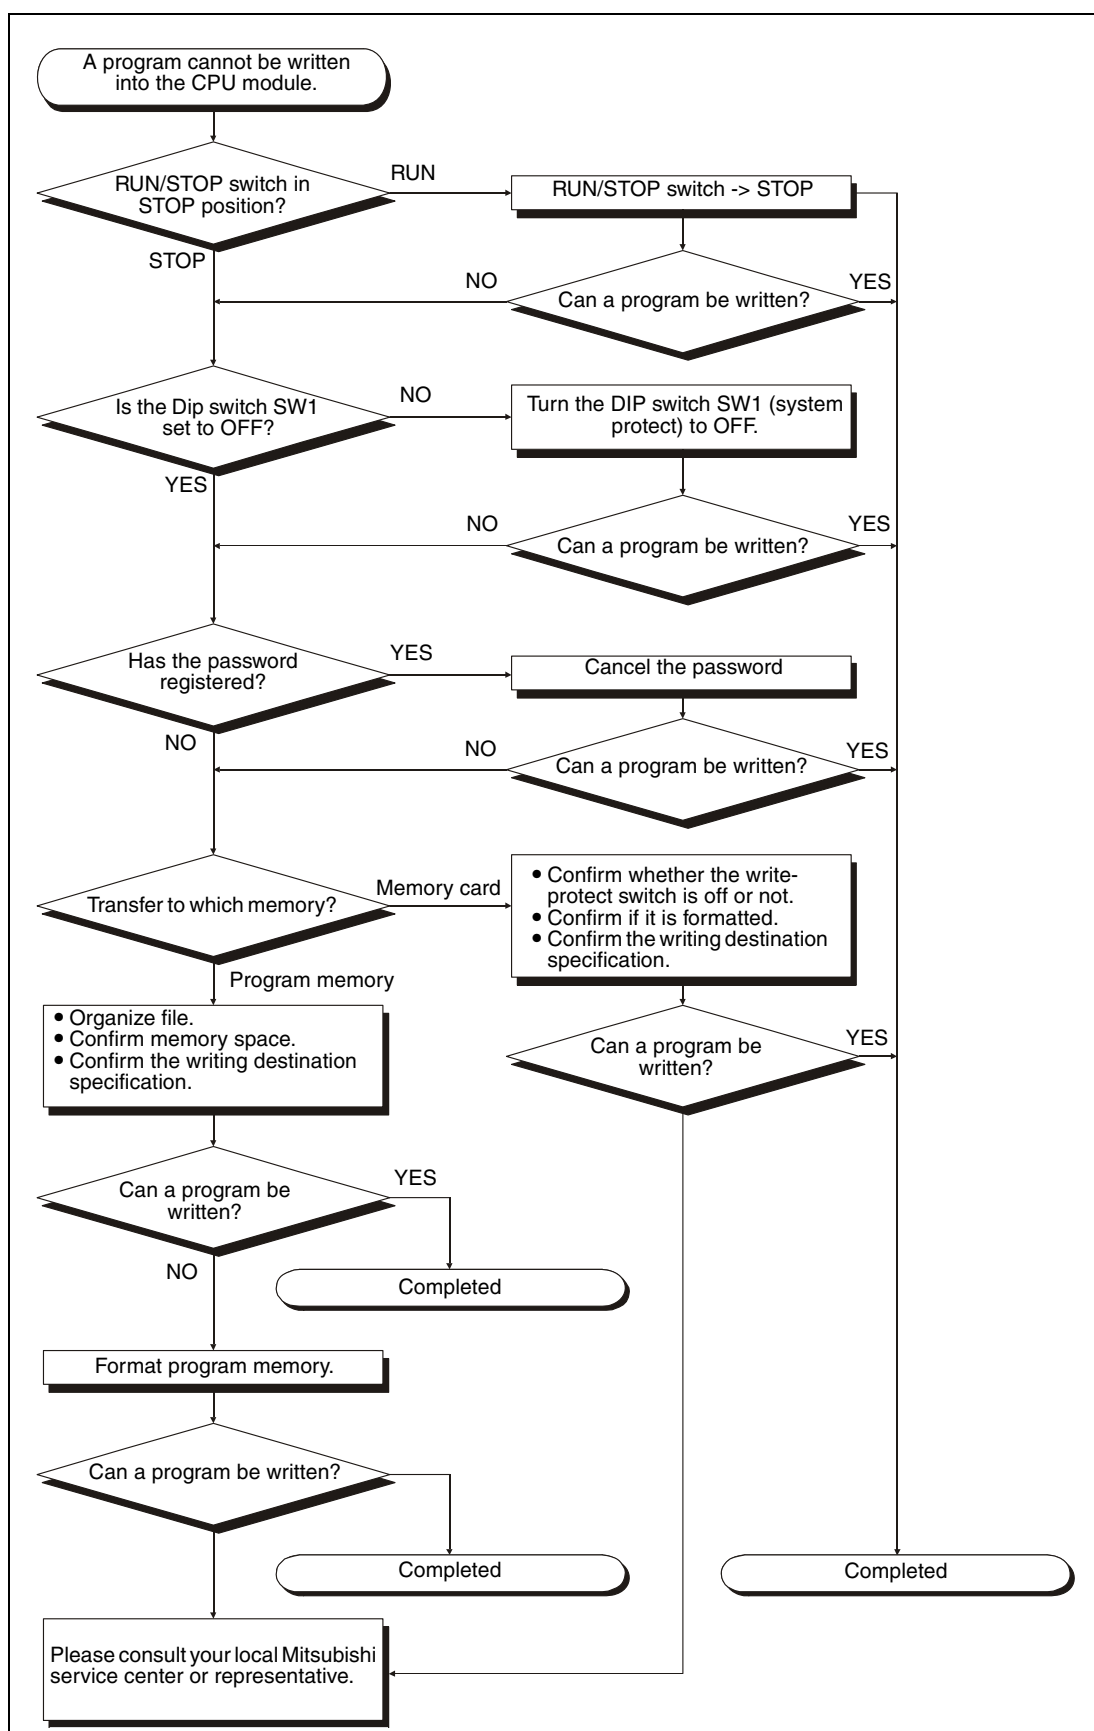 A program cannot be written
into the CPU module.
RUN/STOP switch in
STOP position?
RUN
RUN/STOP switch -> STOP
STOP
NO
Can a program be written?
YES
Is the Dip switch SW1
set to OFF?
NO
Turn the DIP switch SW1 (system
protect) to OFF.
YES
NO
Can a program be written?
YES
Has the password
registered?
YES
Cancel the password
NO
NO
Can a program be written?
YES
Transfer to which memory?
Memory card
• Confirm whether the write-
protect switch is off or not.
• Confirm if it is formatted.
• Confirm the writing destination
specification.
Program memory
• Organize file.
• Confirm memory space.
• Confirm the writing destination
specification.
Can a program be
written?
YES
Can a program be
written?
YES
NO
Completed
Format program memory.
Can a program be written?
Completed
Completed
Please consult your local Mitsubishi
service center or representative.